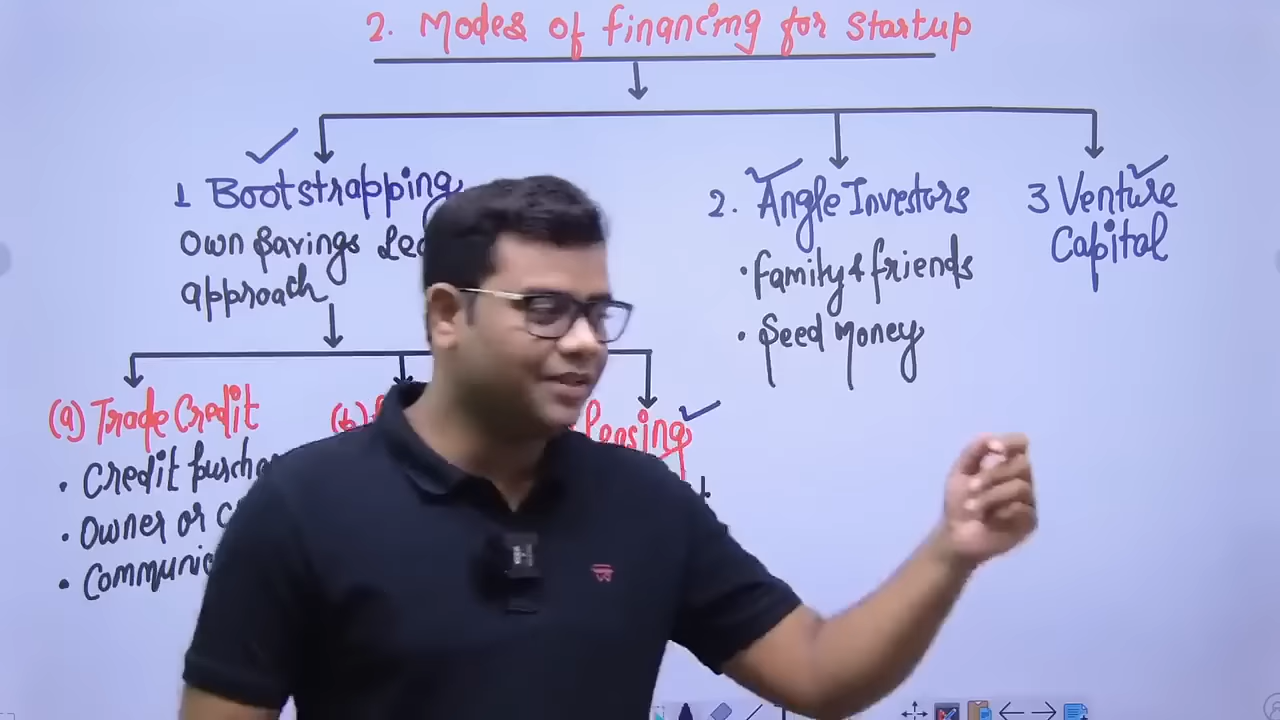 2. Modes of financing for startup
1 Bootstrapping
Own Savings
approach
2. Angle Investors
• Family & friends
• Seed Money
3 Venture
Capital
(a) Trade Credit
• Credit purcha
• Owner or
• Communic
(b)